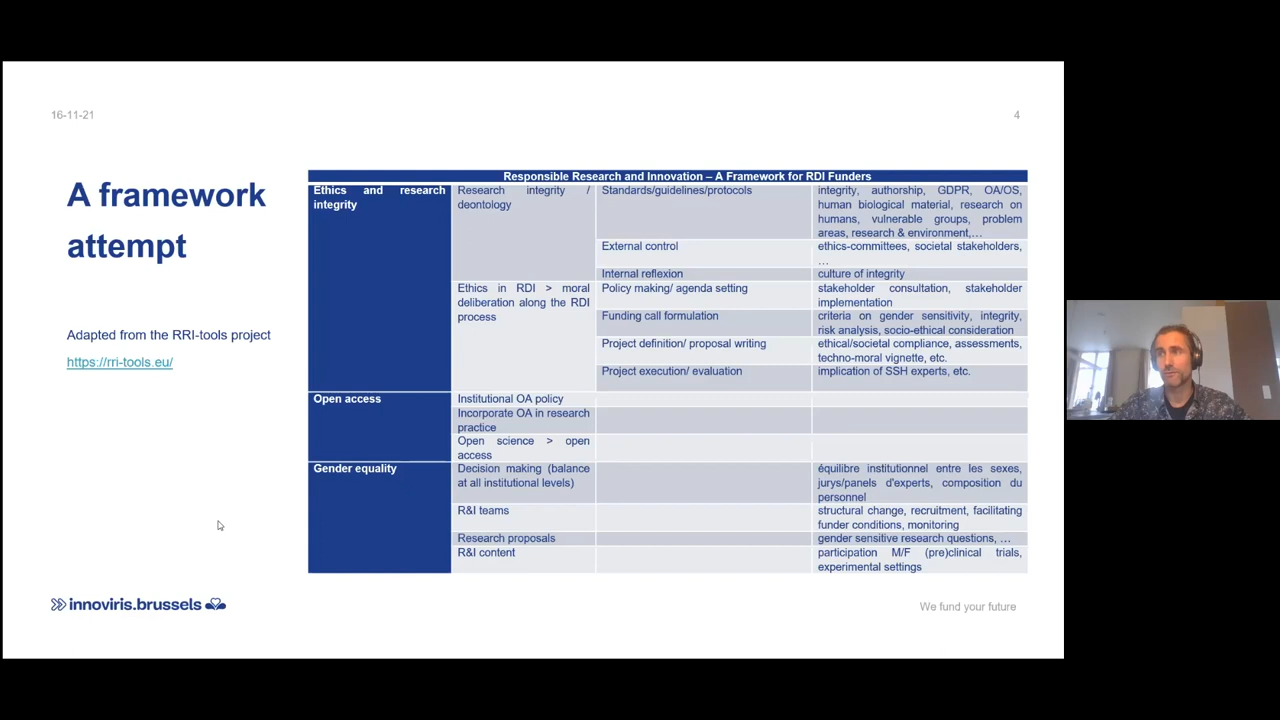 16-11-21
4
A framework
attempt
Adapted from the RRI-tools project
https://rri-tools.eu/
Responsible Research and Innovation – A Framework for RDI Funders
Ethics and research
integrity
Research integrity /
deontology
Standards/guidelines/protocols
integrity, authorship, GDPR, OA/OS,
human biological material, research on
humans, vulnerable groups, problem
areas, research & environment,…
External control
ethics-committees, societal stakeholders,
…
Internal reflexion
culture of integrity
Ethics in RDI > moral
deliberation along the RDI
process
Policy making/ agenda setting
stakeholder consultation, stakeholder
implementation
Funding call formulation
criteria on gender sensitivity, integrity,
risk analysis, socio-ethical consideration
Project definition/ proposal writing
ethical/societal compliance, assessments,
techno-moral vignette, etc.
Project execution/ evaluation
implication of SSH experts, etc.
Open access
Institutional OA policy
Incorporate OA in research
practice
Open science > open
access
Gender equality
Decision making (balance
at all institutional levels)
équilibre institutionnel entre les sexes,
jurys/panels d'experts, composition du
personnel
R&I teams
structural change, recruitment, facilitating
funder conditions, monitoring
Research proposals
gender sensitive research questions, …
R&I content
participation M/F (pre)clinical trials,
experimental settings
innoviris.brussels
We fund your future